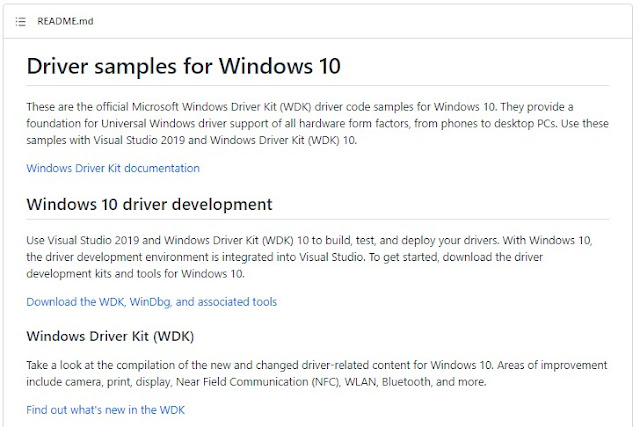 README.md
Driver samples for Windows 10
These are the official Microsoft Windows Driver Kit (WDK) driver code samples for Windows 10. They provide a
foundation for Universal Windows driver support of all hardware form factors, from phones to desktop PCs. Use these
samples with Visual Studio 2019 and Windows Driver Kit (WDK) 10.
Windows Driver Kit documentation
Windows 10 driver development
Use Visual Studio 2019 and Windows Driver Kit (WDK) 10 to build, test, and deploy your drivers. With Windows 10,
the driver development environment is integrated into Visual Studio. To get started, download the driver
development kits and tools for Windows 10.
Download the WDK, WinDbg, and associated tools
Windows Driver Kit (WDK)
Take a look at the compilation of the new and changed driver-related content for Windows 10. Areas of improvement
include camera, print, display, Near Field Communication (NFC), WLAN, Bluetooth, and more.
Find out what's new in the WDK